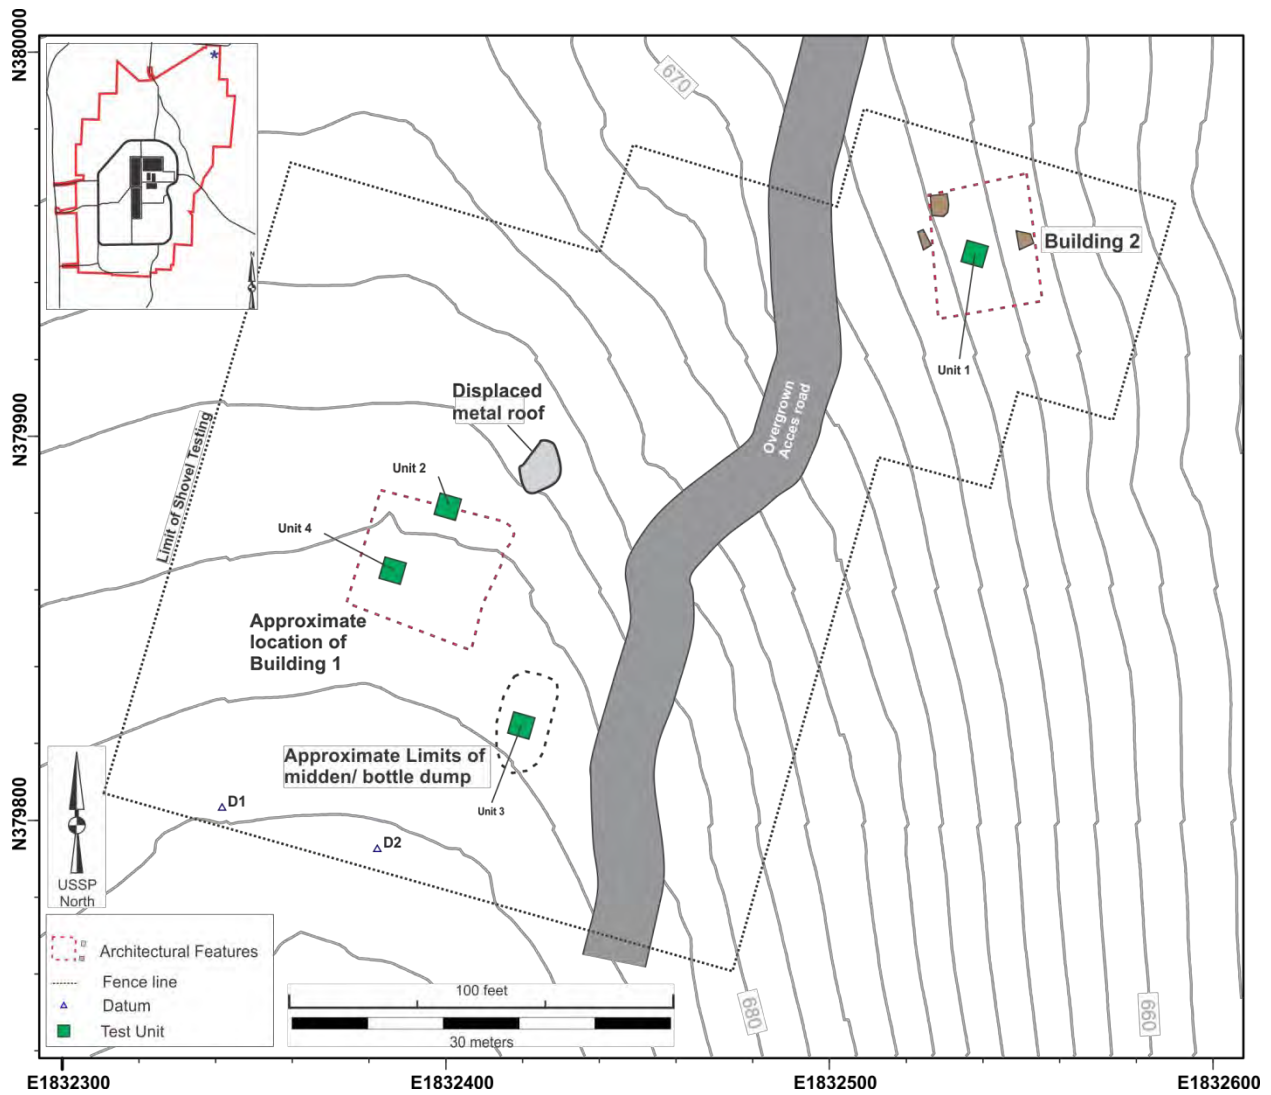 N380000
*
N
670
Building 2
Unit 1
Displaced
metal roof
Overgrown
Acces road
N379900
Limit of Shovel Testing
Unit 2
Unit 4
Approximate
location of
Building 1
Approximate Limits of
midden/ bottle dump
Unit 3
N379800
D1
D2
USSP
North
Architectural Features
Fence line
Datum
Test Unit
100 feet
30 meters
680
660
E1832300
E1832400
E1832500
E1832600